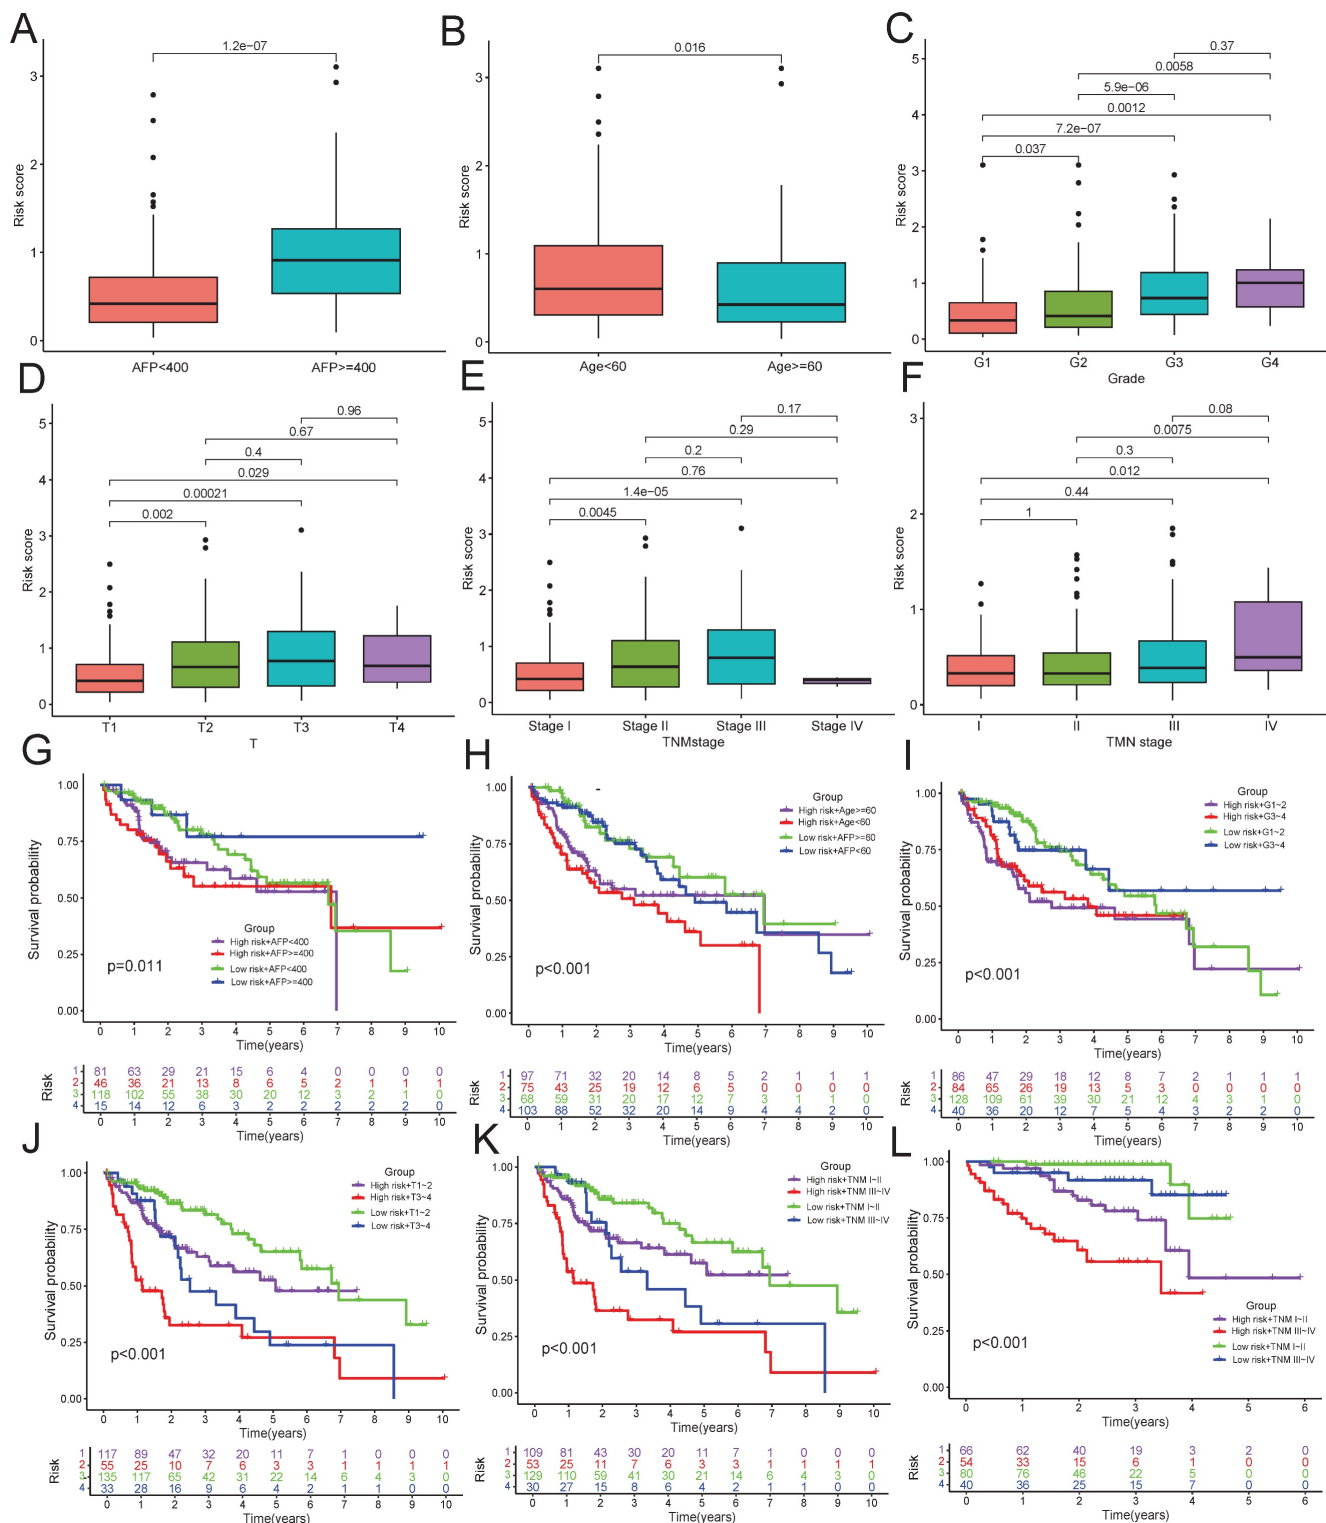 A
1.2e−07
Risk score
3
2
1
0
AFP<400 AFP>=400
B
0.016
Risk score
3
2
1
0
Age<60 Age>=60
C
0.37
0.0058
5.9e−06
0.0012
7.2e−07
0.037
Risk score
5
4
3
2
1
0
G1 G2 G3 G4
Grade
D
0.96
0.67
0.4
0.029
0.00021
0.002
Risk score
5
4
3
2
1
0
T1 T2 T3 T4
T
E
0.17
0.29
0.2
0.76
1.4e−05
0.0045
Risk score
5
4
3
2
1
0
Stage I Stage II Stage III Stage IV
TNMstage
F
0.08
0.0075
0.3
0.012
0.44
1
Risk score
3
2
1
0
I II III IV
TMN stage
G
Survival probability
1.00
0.75
0.50
0.25
0.00
Group
High risk+AFP<400
High risk+AFP>=400
Low risk+AFP<400
Low risk+AFP>=400
p=0.011
0 1 2 3 4 5 6 7 8 9 10
Time(years)
Risk
1 81 63 29 21 15 6 4 0 0 0 0
2 46 36 21 13 8 6 5 2 1 1 1
3 118 102 55 38 30 20 12 3 2 1 0
4 15 14 12 6 3 2 2 2 2 2 0
0 1 2 3 4 5 6 7 8 9 10
Time(years)
H
Survival probability
1.00
0.75
0.50
0.25
0.00
Group
High risk+Age>=60
High risk+Age<60
Low risk+AFP>=60
Low risk+AFP<60
p<0.001
0 1 2 3 4 5 6 7 8 9 10
Time(years)
Risk
1 97 71 32 20 14 8 5 2 1 1 1
2 75 43 25 19 12 6 5 0 0 0 0
3 68 59 31 20 17 12 7 3 1 1 0
4 103 88 52 32 20 14 9 4 4 2 0
0 1 2 3 4 5 6 7 8 9 10
Time(years)
I
Survival probability
1.00
0.75
0.50
0.25
0.00
Group
High risk+G1~2
High risk+G3~4
Low risk+G1~2
Low risk+G3~4
p<0.001
0 1 2 3 4 5 6 7 8 9 10
Time(years)
Risk
1 86 47 29 18 12 8 7 2 1 1 1
2 84 65 26 19 13 5 3 0 0 0 0
3 128 109 61 39 30 21 12 4 3 1 0
4 40 36 20 12 7 5 4 3 2 2 0
0 1 2 3 4 5 6 7 8 9 10
Time(years)
J
Survival probability
1.00
0.75
0.50
0.25
0.00
Group
High risk+T1~2
High risk+T3~4
Low risk+T1~2
Low risk+T3~4
p<0.001
0 1 2 3 4 5 6 7 8 9 10
Time(years)
Risk
1 117 89 47 32 20 11 7 1 0 0 0
2 55 25 10 7 6 3 3 1 1 1 1
3 135 117 65 42 31 22 14 6 4 3 0
4 33 28 16 9 6 4 2 1 1 0 0
0 1 2 3 4 5 6 7 8 9 10
Time(years)
K
Survival probability
1.00
0.75
0.50
0.25
0.00
Group
High risk+TNM I~II
High risk+TNM III~IV
Low risk+TNM I~II
Low risk+TNM III~IV
p<0.001
0 1 2 3 4 5 6 7 8 9 10
Time(years)
Risk
1 109 81 43 30 20 11 7 1 0 0 0
2 53 25 11 7 6 3 3 1 1 1 1
3 129 110 59 41 30 21 14 6 4 3 0
4 30 27 15 8 6 4 2 1 1 0 0
0 1 2 3 4 5 6 7 8 9 10
Time(years)
L
Survival probability
1.00
0.75
0.50
0.25
0.00
Group
High risk+TNM I~II
High risk+TNM III~IV
Low risk+TNM I~II
Low risk+TNM III~IV
p<0.001
0 1 2 3 4 5 6
Time(years)
Risk
1 66 62 40 19 3 2 0
2 54 33 15 6 1 0 0
3 80 76 46 22 5 0 0
4 40 36 25 15 7 0 0
0 1 2 3 4 5 6
Time(years)